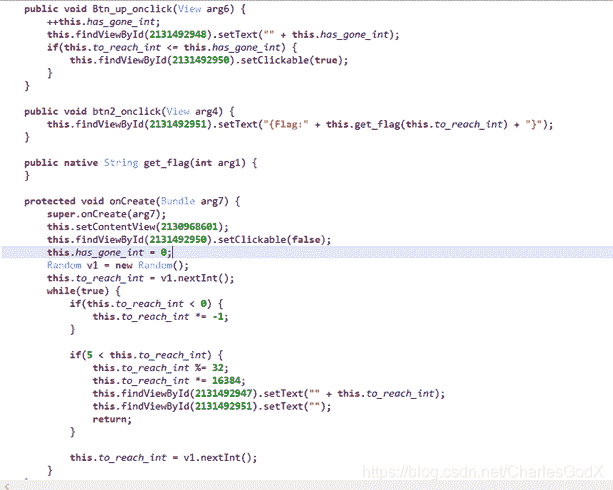 public void Btn_up_onclick(View arg6) {
++this.has_gone_int;
this.findViewById(2131492948).setText("" + this.has_gone_int);
if(this.to_reach_int <= this.has_gone_int) {
this.findViewById(2131492950).setClickable(true);
}
}
public void btn2_onclick(View arg4) {
this.findViewById(2131492951).setText("{Flag:" + this.get_flag(this.to_reach_int) + "}");
}
public native String get_flag(int arg1) {
}
protected void onCreate(Bundle arg7) {
super.onCreate(arg7);
this.setContentView(2130968601);
this.findViewById(2131492950).setClickable(false);
this.has_gone_int = 0;
Random v1 = new Random();
this.to_reach_int = v1.nextInt();
while(true) {
if(this.to_reach_int < 0) {
this.to_reach_int *= -1;
}
if(5 < this.to_reach_int) {
this.to_reach_int %= 32;
this.to_reach_int *= 16384;
this.findViewById(2131492947).setText("" + this.to_reach_int);
this.findViewById(2131492951).setText("");
return;
}
this.to_reach_int = v1.nextInt();
}
https://blog.csdn.net/CharlesGodX